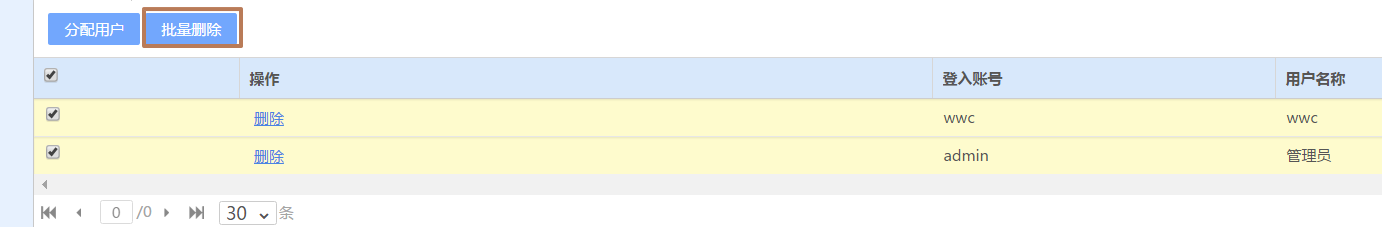 分配用户 批量删除
操作 登入账号 用户名称
删除 wwc wwc
删除 admin 管理员
0 /0 30 条